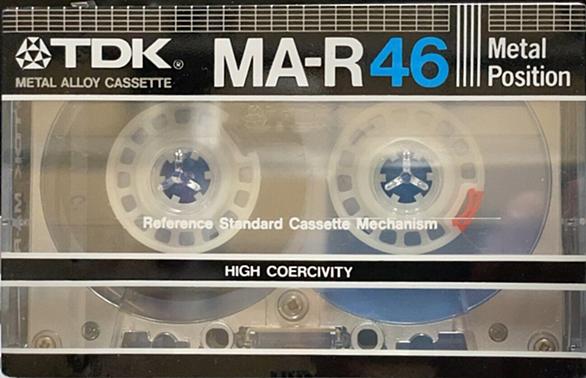 TDK®
METAL ALLOY CASSETTE
MA-R 46
Metal
Position
Reference Standard Cassette Mechanism
HIGH COERCIVITY